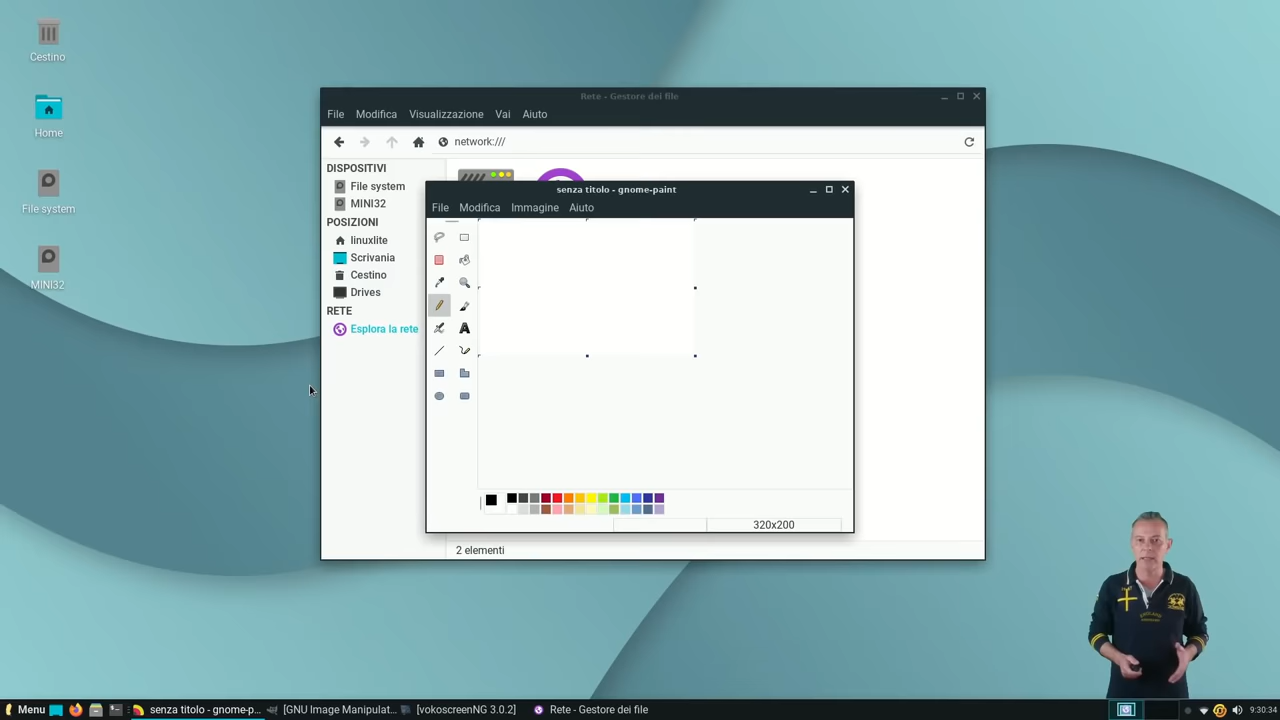 Cestino
Home
File system
MINI32
Rete - Gestore dei file
File Modifica Visualizzazione Vai Aiuto
network:///
DISPOSITIVI
File system
MINI32
POSIZIONI
linuxlite
Scrivania
Cestino
Drives
RETE
Esplora la rete
2 elementi
senza titolo - gnome-paint
File Modifica Immagine Aiuto
320x200
ENGLAND
Menu
senza titolo - gnome-p...
[GNU Image Manipulat...
[vokoscreenNG 3.0.2]
Rete - Gestore dei file
9:30:34